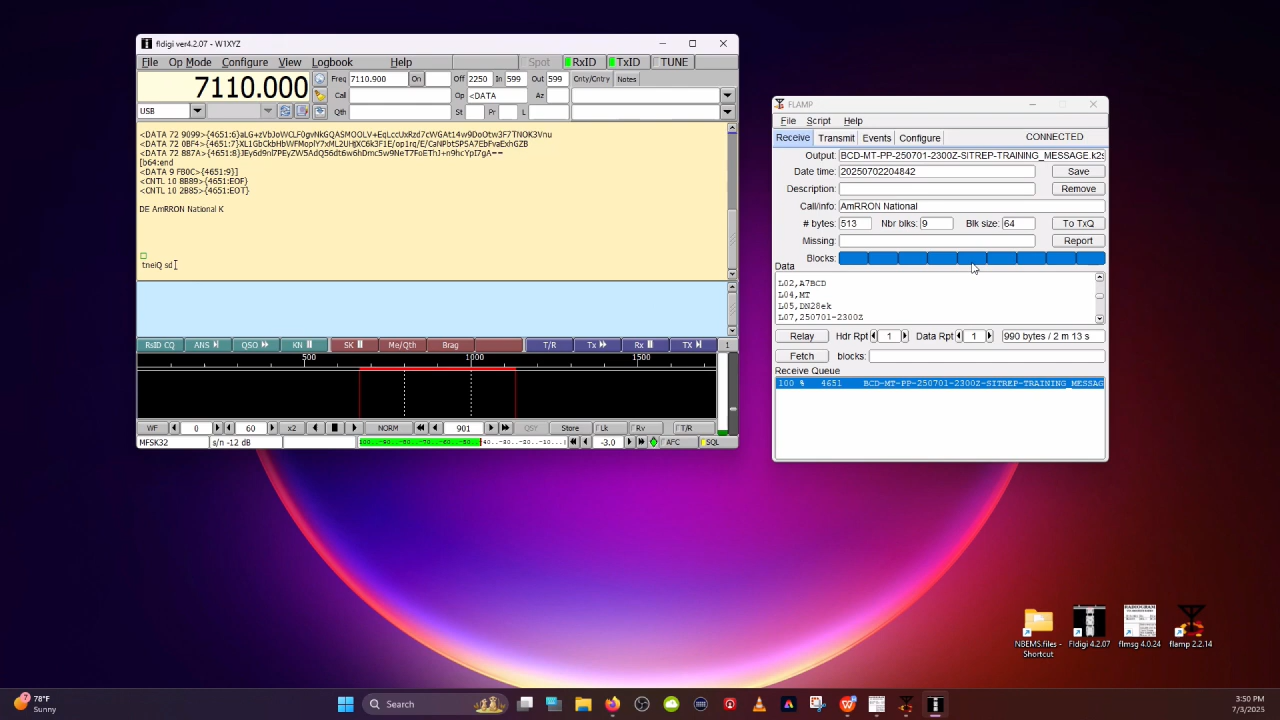 fldigi ver4.2.07 - W1XYZ
File Op Mode Configure View Logbook Help Spot RxID TxID TUNE
7110.000 Freq 7110.900 On Off 2250 In 599 Out 599 Cnty/Cntry Notes
Call Op <DATA Az
USB Qth St Pr L
<DATA 72 9099>{4651:6}aLG+zVbJoWCLF0gvNkGQASMOOLV+EqLccUxRzd7cWGAt14w9DoOtw3F7TNOK3Vnu
<DATA 72 0BF4>{4651:7}XL1GbCkbHbWFMoplY7xML2UHjXC6k3F1E/op1rq/E/CaNPbtSPSA7EbFvaExhGZB
<DATA 72 887A>{4651:8}JEy6d9nl7PEyZW5AdQ56dt6w6hDmc5w9NeT7FoEThJ+n9hcYpI7gA==
[b64:end
<DATA 9 FB0C>{4651:9}]
<CNTL 10 8B89>{4651:EOF}
<CNTL 10 2B85>{4651:EOT}
DE AmRRON National K
tneiQ sd
RsID CQ ANS QSO KN SK Me/Qth Brag T/R Tx Rx TX 1
500 1000 1500
WF 0 60 x2 NORM 901 QSY Store Lk Rv T/R
MFSK32 s/n -12 dB -3.0 AFC SQL
FLAMP
File Script Help
Receive Transmit Events Configure CONNECTED
Output: BCD-MT-PP-250701-2300Z-SITREP-TRAINING_MESSAGE.k2s
Date time: 20250702204842 Save
Description: Remove
Call/info: AmRRON National
# bytes: 513 Nbr blks: 9 Blk size: 64 To TxQ
Missing: Report
Blocks:
Data
L02,A7BCD
L04,MT
L05,DN28ek
L07,250701-2300Z
Relay Hdr Rpt 1 Data Rpt 1 990 bytes / 2 m 13 s
Fetch blocks:
Receive Queue
100 % 4651 BCD-MT-PP-250701-2300Z-SITREP-TRAINING_MESSAG
NBEMS.files - Shortcut
Fldigi 4.2.07
flmsg 4.0.24
flamp 2.2.14
7
78°F
Sunny
Search
3:50 PM
7/3/2025